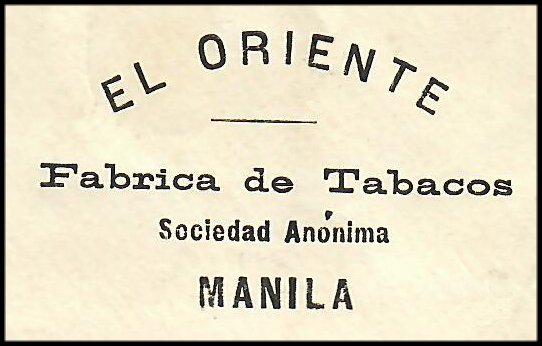 EL ORIENTE
Fabrica de Tabacos
Sociedad Anónima
MANILA